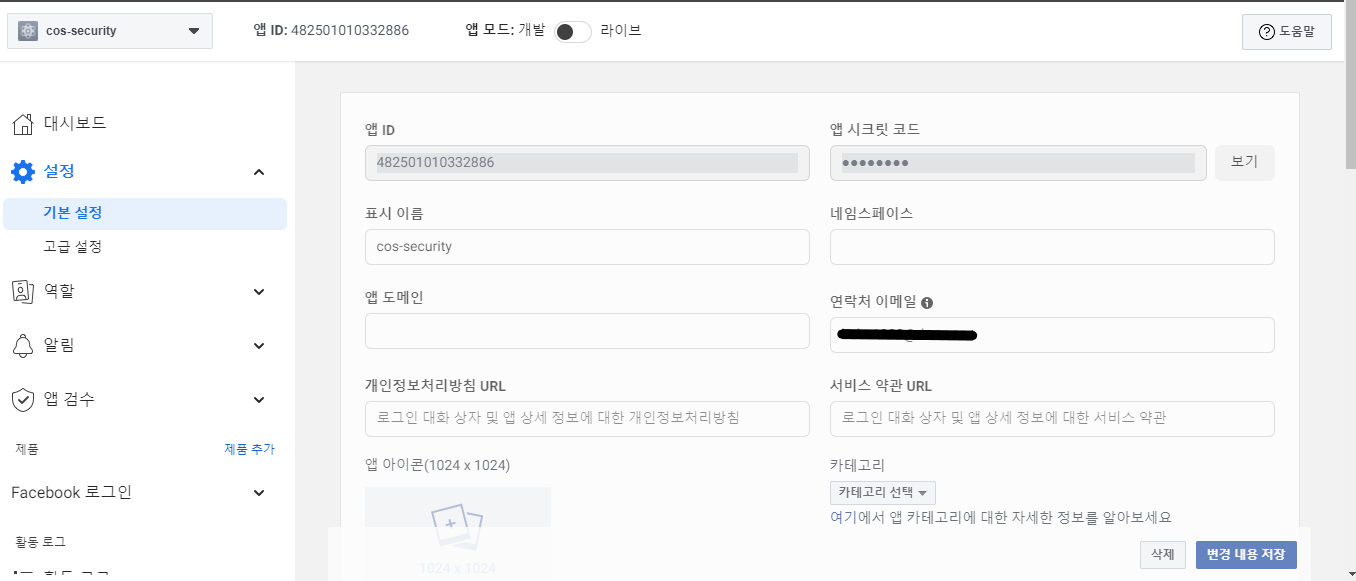 cos-security
앱 ID: 482501010332886
앱 모드: 개발
라이브
도움말
대시보드
설정
기본 설정
고급 설정
역할
알림
앱 검수
제품
제품 추가
Facebook 로그인
활동 로그
앱 ID
482501010332886
앱 시크릿 코드
●●●●●●●●
보기
표시 이름
cos-security
네임스페이스
앱 도메인
연락처 이메일
개인정보처리방침 URL
로그인 대화 상자 및 앱 상세 정보에 대한 개인정보처리방침
서비스 약관 URL
로그인 대화 상자 및 앱 상세 정보에 대한 서비스 약관
앱 아이콘(1024 x 1024)
1024 x 1024
카테고리
카테고리 선택
여기에서 앱 카테고리에 대한 자세한 정보를 알아보세요
삭제
변경 내용 저장